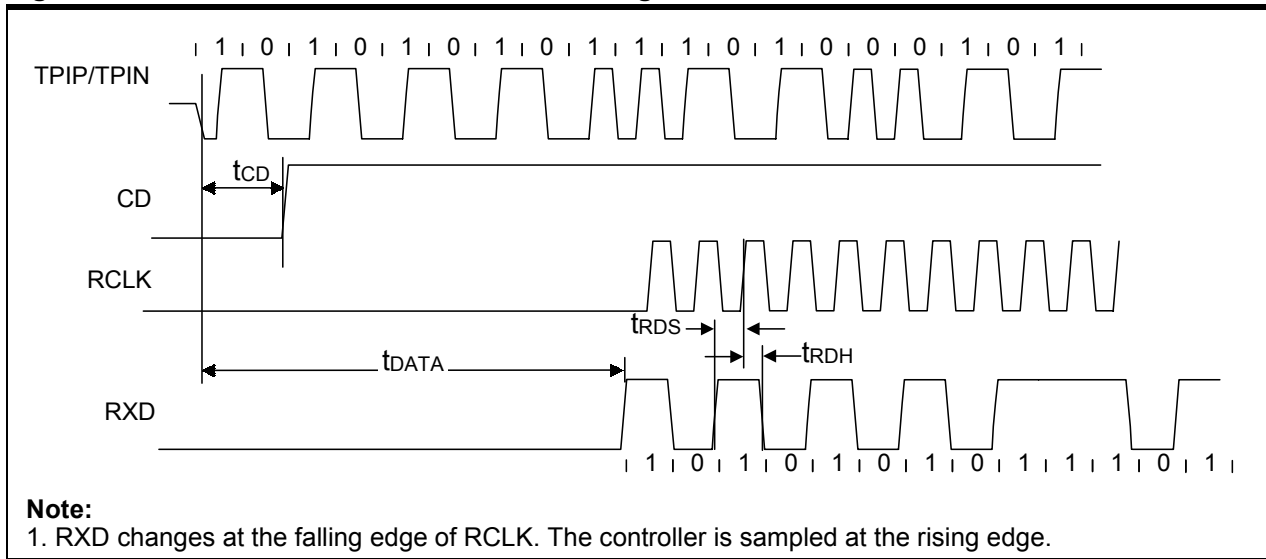 1 0 1 0 1 0 1 0 1 1 1 0 1 0 0 0 1 0 1
TPIP/TPIN
tCD
CD
RCLK
tRDS
tRDH
tDATA
RXD
1 0 1 0 1 0 1 0 1 1 1 0 1
Note:
1. RXD changes at the falling edge of RCLK. The controller is sampled at the rising edge.